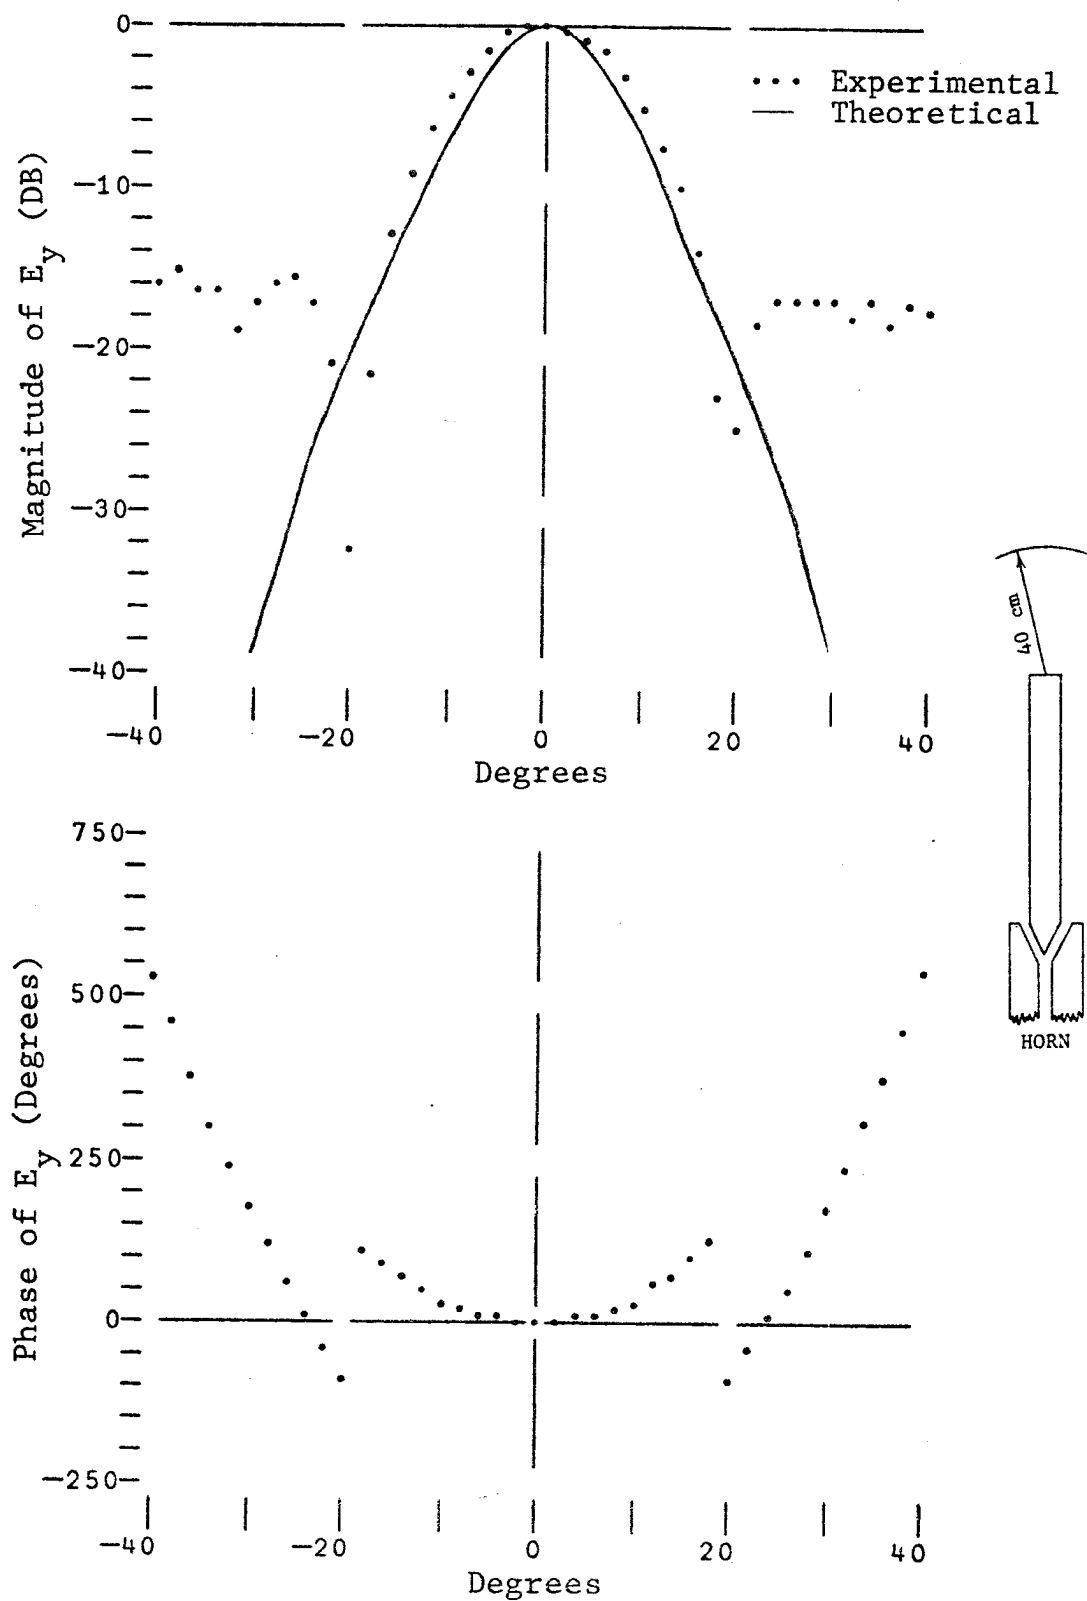 0
-10
-20
-30
-40
Magnitude of E_y (DB)
• • • Experimental
— Theoretical
-40
-20
0
20
40
Degrees
750
500
250
0
-250
Phase of E_y (Degrees)
-40
-20
0
20
40
Degrees
40 cm
HORN